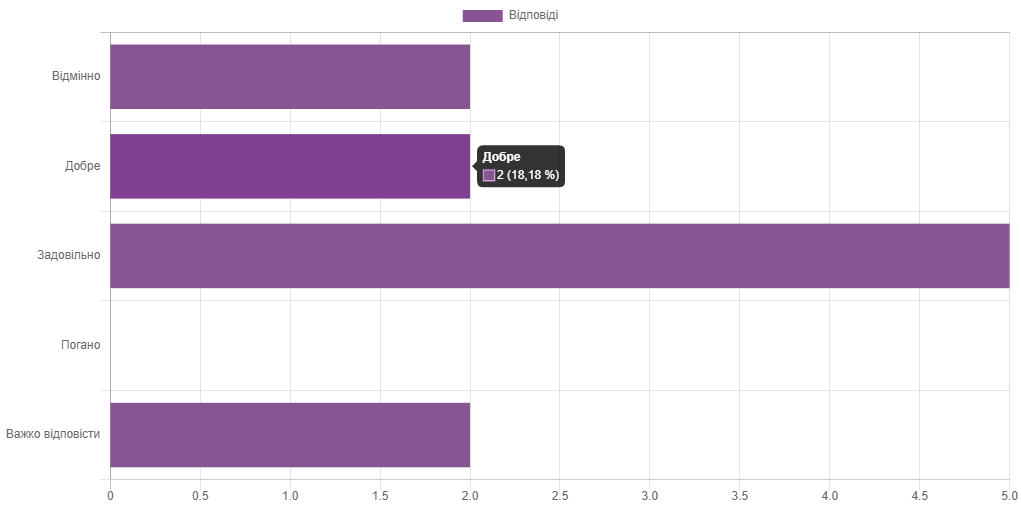 Відповіді
Відмінно
Добре
Добре
2 (18,18 %)
Задовільно
Погано
Важко відповісти
0 0.5 1.0 1.5 2.0 2.5 3.0 3.5 4.0 4.5 5.0